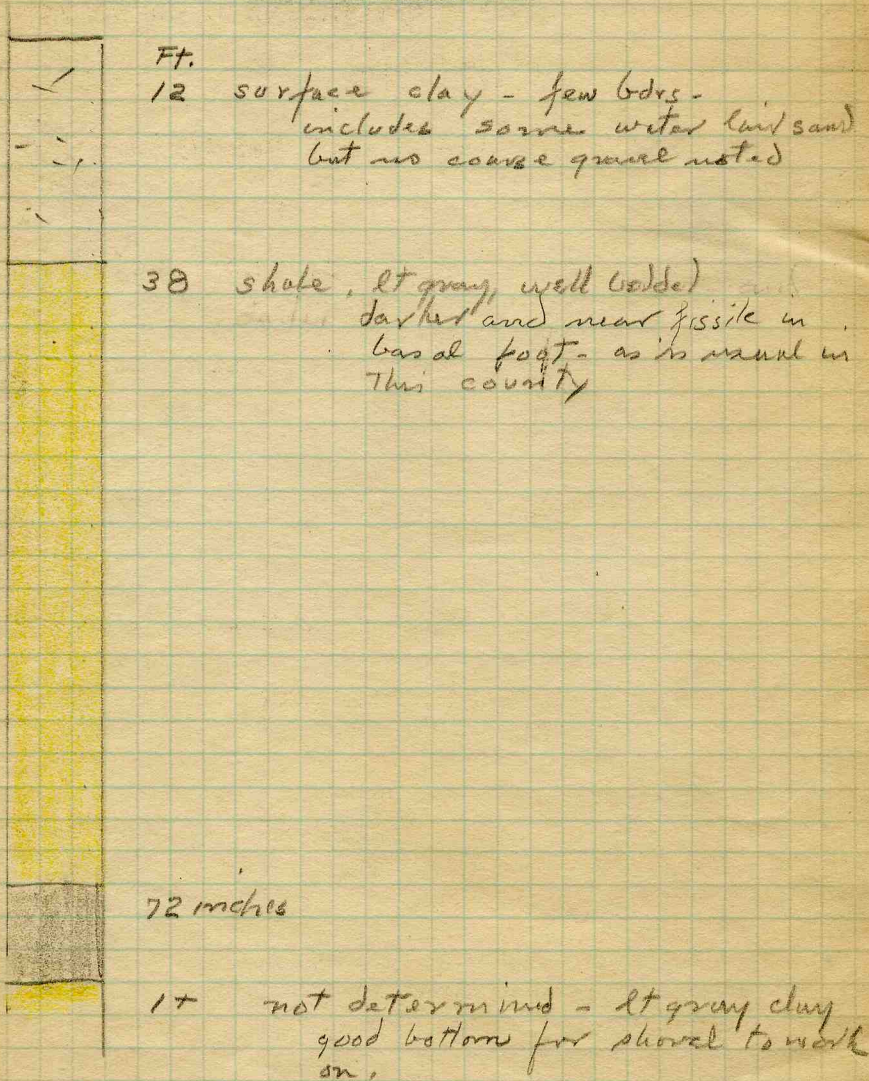 Ft.
12 surface clay - few bdrs -
includes some water laid sand
but no coarse gravel noted
38 shale, lt gray, well bedded
darker and near fissile in
basal foot - as is usual in
This county
72 inches
1+ not determined - lt gray clay
good bottom for shovel to work
on.